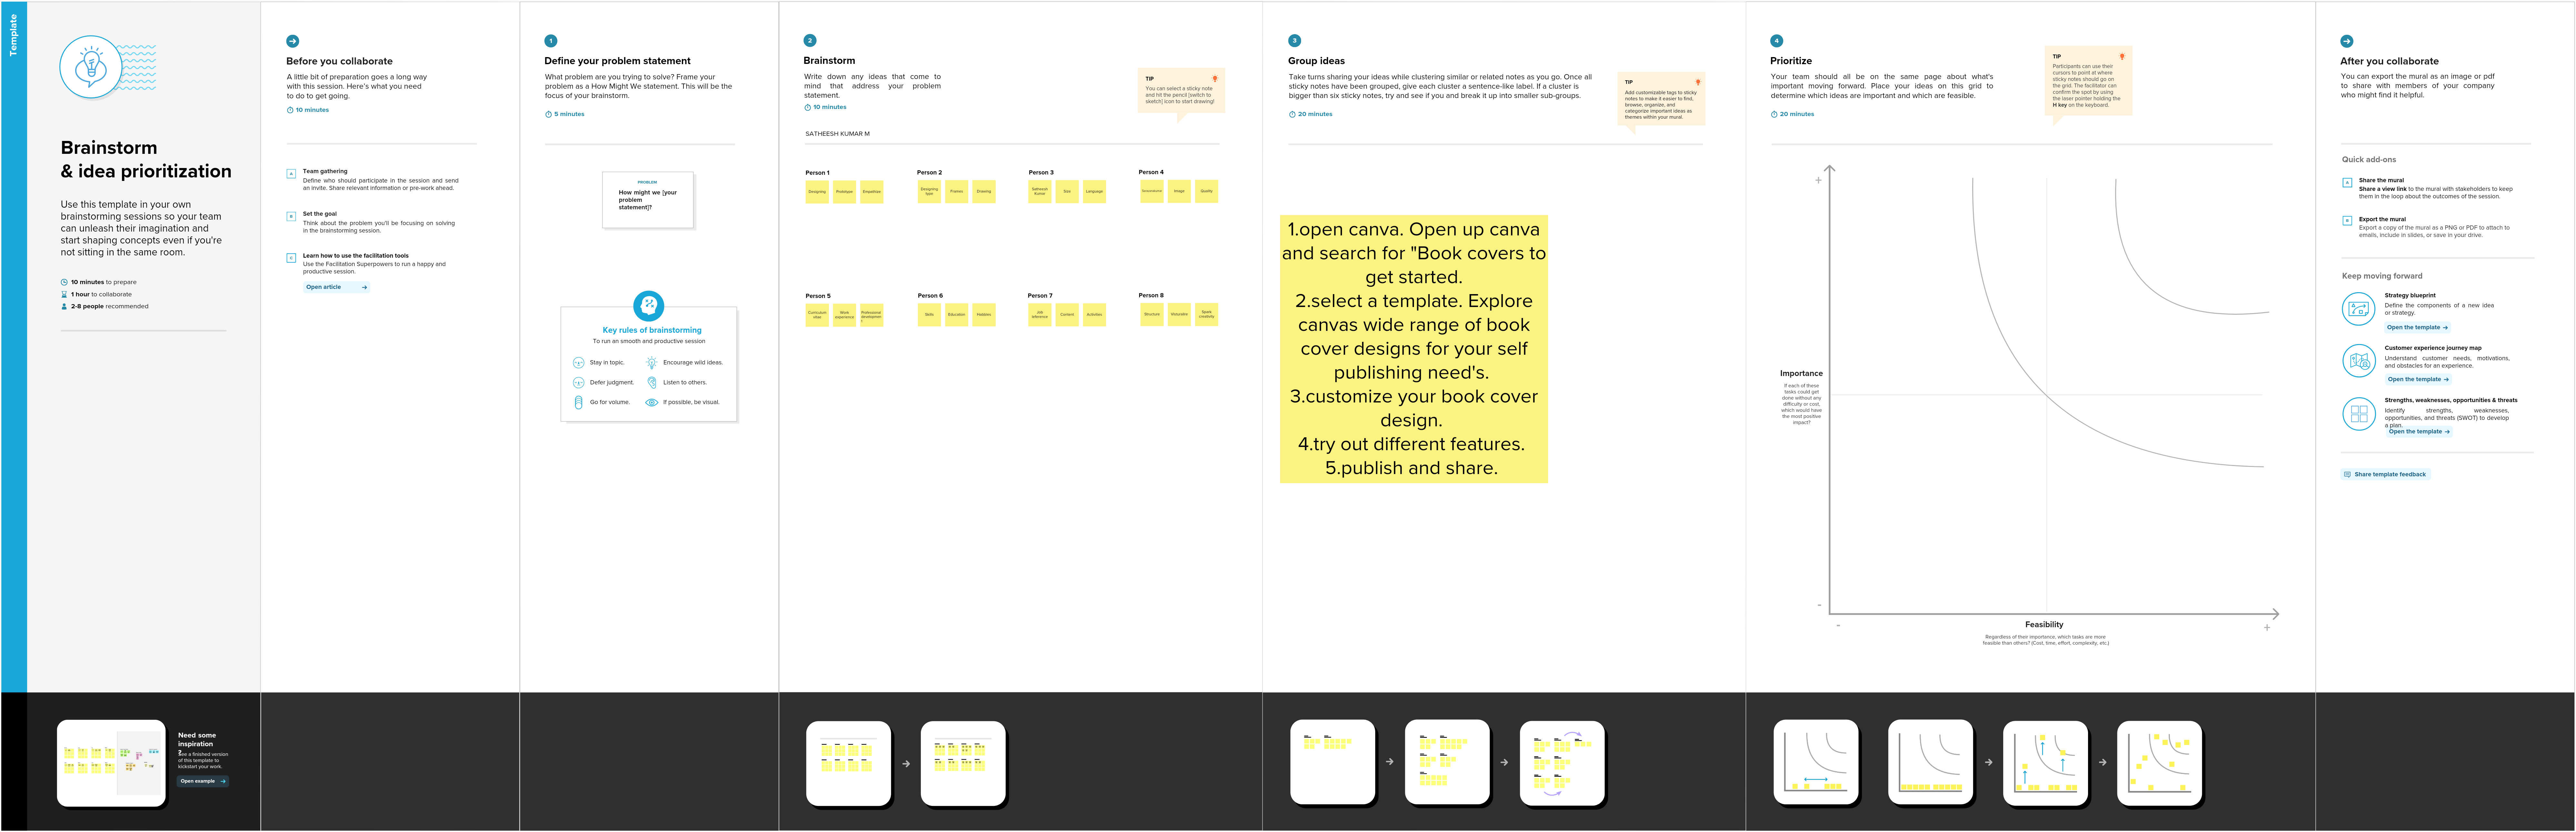 Template
Brainstorm
& idea prioritization
Use this template in your own
brainstorming sessions so your team
can unleash their imagination and
start shaping concepts even if you're
not sitting in the same room.
10 minutes to prepare
1 hour to collaborate
2-8 people recommended
Need some
inspiration
?
See a finished version
of this template to
kickstart your work.
Open example
Before you collaborate
A little bit of preparation goes a long way
with this session. Here's what you need
to do to get going.
10 minutes
A
Team gathering
Define who should participate in the session and send
an invite. Share relevant information or pre-work ahead.
B
Set the goal
Think about the problem you'll be focusing on solving
in the brainstorming session.
C
Learn how to use the facilitation tools
Use the Facilitation Superpowers to run a happy and
productive session.
Open article
1
Define your problem statement
What problem are you trying to solve? Frame your
problem as a How Might We statement. This will be the
focus of your brainstorm.
5 minutes
PROBLEM
How might we [your
problem
statement]?
Key rules of brainstorming
To run an smooth and productive session
Stay in topic.
Encourage wild ideas.
Defer judgment.
Listen to others.
Go for volume.
If possible, be visual.
2
Brainstorm
Write down any ideas that come to
mind that address your problem
statement.
10 minutes
TIP
You can select a sticky note
and hit the pencil [switch to
sketch] icon to start drawing!
SATHEESH KUMAR M
Person 1
Designing
Prototype
Empathize
Person 2
Designing
type
Frames
Drawing
Person 3
Satheesh
Kumar
Size
Language
Person 4
Image
Quality
Person 5
Curriculum
vitae
Work
experience
Professional
developmen
t
Person 6
Skills
Education
Hobbies
Person 7
Content
Activities
Person 8
Structure
Spark
creativity
3
Group ideas
Take turns sharing your ideas while clustering similar or related notes as you go. Once all
sticky notes have been grouped, give each cluster a sentence-like label. If a cluster is
bigger than six sticky notes, try and see if you and break it up into smaller sub-groups.
20 minutes
TIP
Add customizable tags to sticky
notes to make it easier to find,
browse, organize, and
categorize important ideas as
themes within your mural.
1.open canva. Open up canva
and search for "Book covers to
get started.
2.select a template. Explore
canvas wide range of book
cover designs for your self
publishing need's.
3.customize your book cover
design.
4.try out different features.
5.publish and share.
4
Prioritize
Your team should all be on the same page about what's
important moving forward. Place your ideas on this grid to
determine which ideas are important and which are feasible.
20 minutes
TIP
Participants can use their
cursors to point at where
sticky notes should go on
the grid. The facilitator can
confirm the spot by using
the laser pointer holding the
H key on the keyboard.
+
Importance
If each of these
tasks could get
done without any
difficulty or cost,
which would have
the most positive
impact?
-
-
Feasibility
+
Regardless of their importance, which tasks are more
feasible than others? (Cost, time, effort, complexity, etc.)
After you collaborate
You can export the mural as an image or pdf
to share with members of your company
who might find it helpful.
Quick add-ons
A
Share the mural
Share a view link to the mural with stakeholders to keep
them in the loop about the outcomes of the session.
B
Export the mural
Export a copy of the mural as a PNG or PDF to attach to
emails, include in slides, or save in your drive.
Keep moving forward
Strategy blueprint
Define the components of a new idea
or strategy.
Open the template
Customer experience journey map
Understand customer needs, motivations,
and obstacles for an experience.
Open the template
Strengths, weaknesses, opportunities & threats
Identify strengths, weaknesses,
opportunities, and threats (SWOT) to develop
a plan.
Open the template
Share template feedback